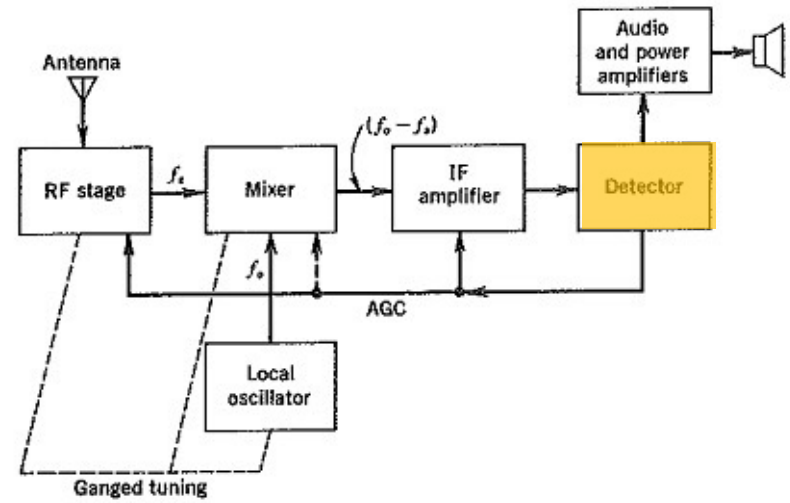 Audio
and power
amplifiers
Antenna
(fo − fs)
RF stage
fs
Mixer
IF
amplifier
Detector
fo
AGC
Local
oscillator
Ganged tuning